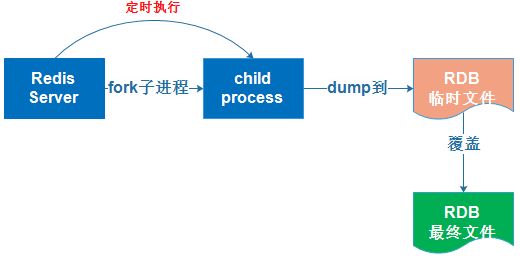 定时执行
Redis
Server
fork子进程
child
process
dump到
RDB
临时文件
覆盖
RDB
最终文件